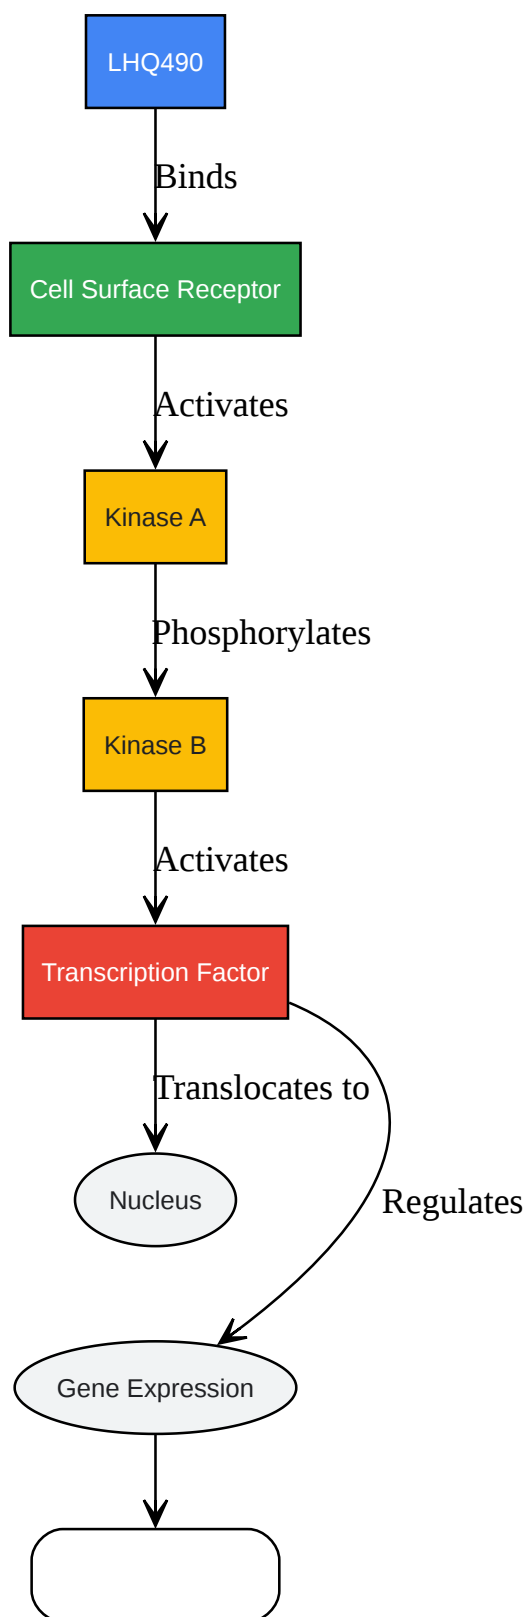 LHQ490
Binds
Cell Surface Receptor
Activates
Kinase A
Phosphorylates
Kinase B
Activates
Transcription Factor
Translocates to
Nucleus
Regulates
Gene Expression